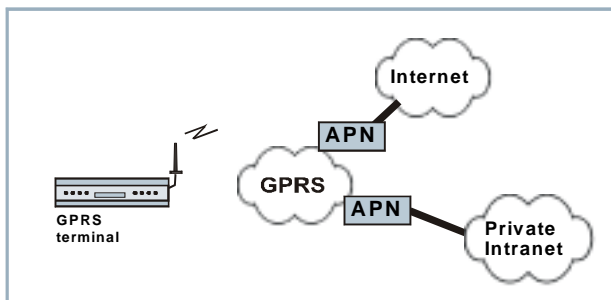 Internet
APN
GPRS
APN
GPRS
terminal
Private
Intranet